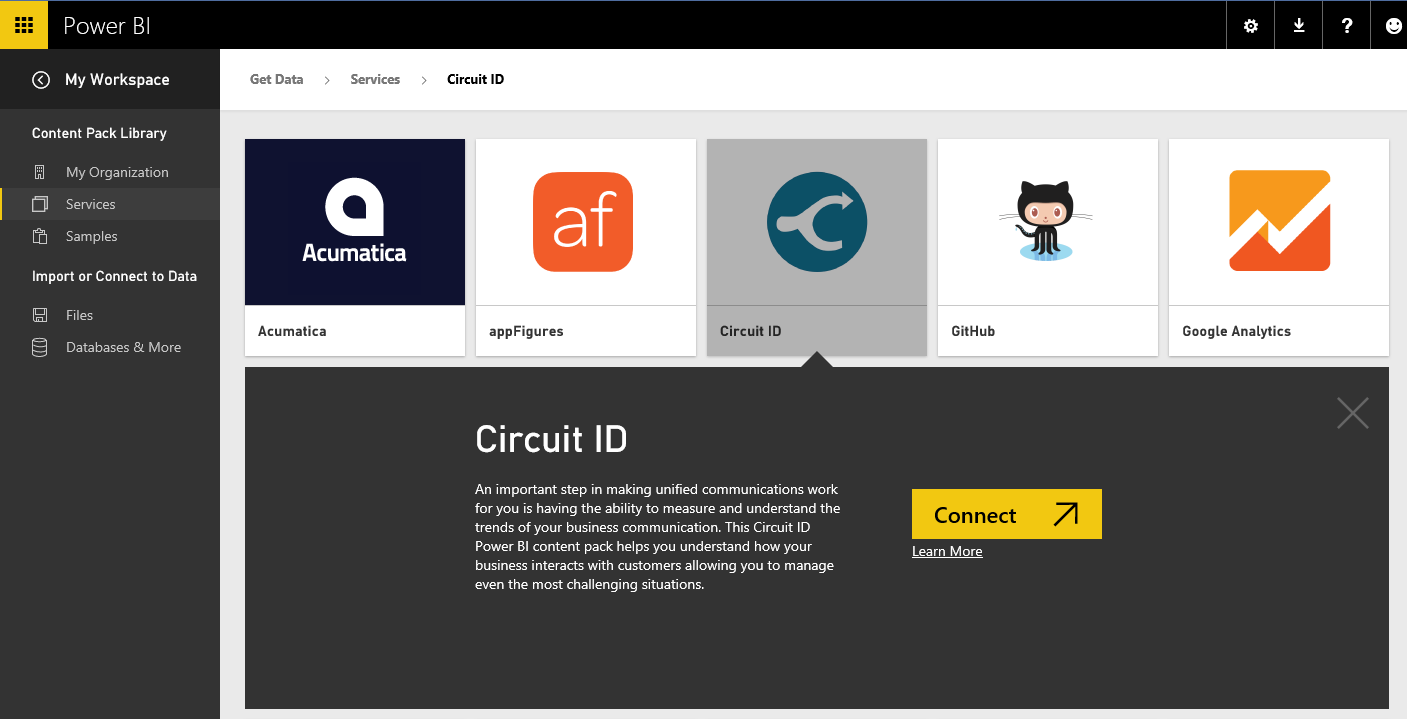 Power BI
?
My Workspace
Get Data > Services > Circuit ID
Content Pack Library
My Organization
Services
Samples
Import or Connect to Data
Files
Databases & More
Acumatica
af
Acumatica
appFigures
Circuit ID
GitHub
Google Analytics
Circuit ID
An important step in making unified communications work
for you is having the ability to measure and understand the
trends of your business communication. This Circuit ID
Power BI content pack helps you understand how your
business interacts with customers allowing you to manage
even the most challenging situations.
Connect
Learn More